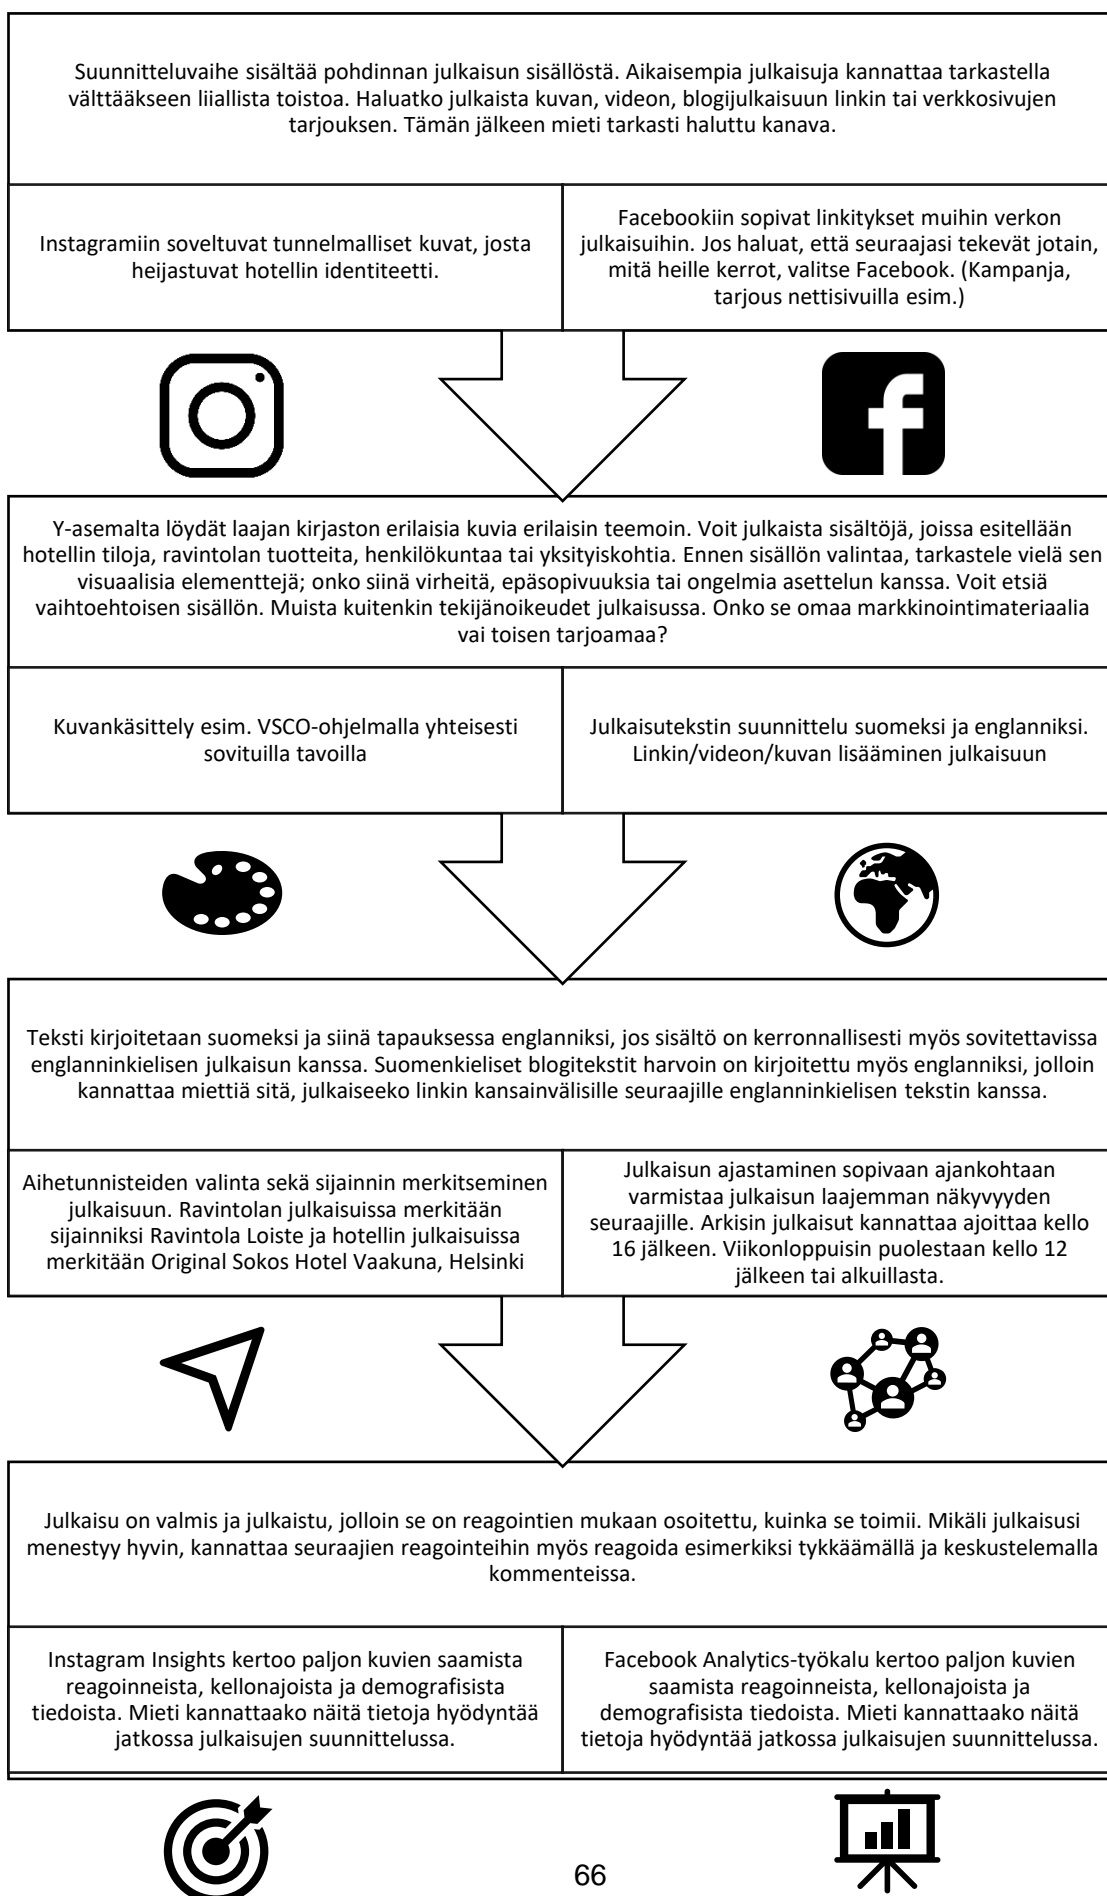 Suunnitteluvaihe sisältää pohdinnan julkaisun sisällöstä. Aikaisempia julkaisuja kannattaa tarkastella
välttääkseen liiallista toistoa. Haluatko julkaista kuvan, videon, blogijulkaisuun linkin tai verkkosivujen
tarjouksen. Tämän jälkeen mieti tarkasti haluttu kanava.
Instagramiin soveltuvat tunnelmalliset kuvat, josta
heijastuvat hotellin identiteetti.
Facebookiin sopivat linkitykset muihin verkon
julkaisuihin. Jos haluat, että seuraajasi tekevät jotain,
mitä heille kerrot, valitse Facebook. (Kampanja,
tarjous nettisivuilla esim.)
Y-asemalta löydät laajan kirjaston erilaisia kuvia erilaisin teemoin. Voit julkaista sisältöjä, joissa esitellään
hotellin tiloja, ravintolan tuotteita, henkilökuntaa tai yksityiskohtia. Ennen sisällön valintaa, tarkastele vielä sen
visuaalisia elementtejä; onko siinä virheitä, epäsopivuuksia tai ongelmia asettelun kanssa. Voit etsiä
vaihtoehtoisen sisällön. Muista kuitenkin tekijänoikeudet julkaisussa. Onko se omaa markkinointimateriaalia
vai toisen tarjoamaa?
Kuvankäsittely esim. VSCO-ohjelmalla yhteisesti
sovituilla tavoilla
Julkaisutekstin suunnittelu suomeksi ja englanniksi.
Linkin/videon/kuvan lisääminen julkaisuun
Teksti kirjoitetaan suomeksi ja siinä tapauksessa englanniksi, jos sisältö on kerronnallisesti myös sovitettavissa
englanninkielisen julkaisun kanssa. Suomenkieliset blogitekstit harvoin on kirjoitettu myös englanniksi, jolloin
kannattaa miettiä sitä, julkaiseeko linkin kansainvälisille seuraajille englanninkielisen tekstin kanssa.
Aihetunnisteiden valinta sekä sijainnin merkitseminen
julkaisuun. Ravintolan julkaisuissa merkitään
sijainniksi Ravintola Loiste ja hotellin julkaisuissa
merkitään Original Sokos Hotel Vaakuna, Helsinki
Julkaisun ajastaminen sopivaan ajankohtaan
varmistaa julkaisun laajemman näkyvyyden
seuraajille. Arkisin julkaisut kannattaa ajoittaa kello
16 jälkeen. Viikonloppuisin puolestaan kello 12
jälkeen tai alkuillasta.
Julkaisu on valmis ja julkaistu, jolloin se on reagointien mukaan osoitettu, kuinka se toimii. Mikäli julkaisusi
menestyy hyvin, kannattaa seuraajien reagointeihin myös reagoida esimerkiksi tykkäämällä ja keskustelemalla
kommenteissa.
Instagram Insights kertoo paljon kuvien saamista
reagoinneista, kellonajoista ja demografisista
tiedoista. Mieti kannattaako näitä tietoja hyödyntää
jatkossa julkaisujen suunnittelussa.
Facebook Analytics-työkalu kertoo paljon kuvien
saamista reagoinneista, kellonajoista ja
demografisista tiedoista. Mieti kannattaako näitä
tietoja hyödyntää jatkossa julkaisujen suunnittelussa.
66